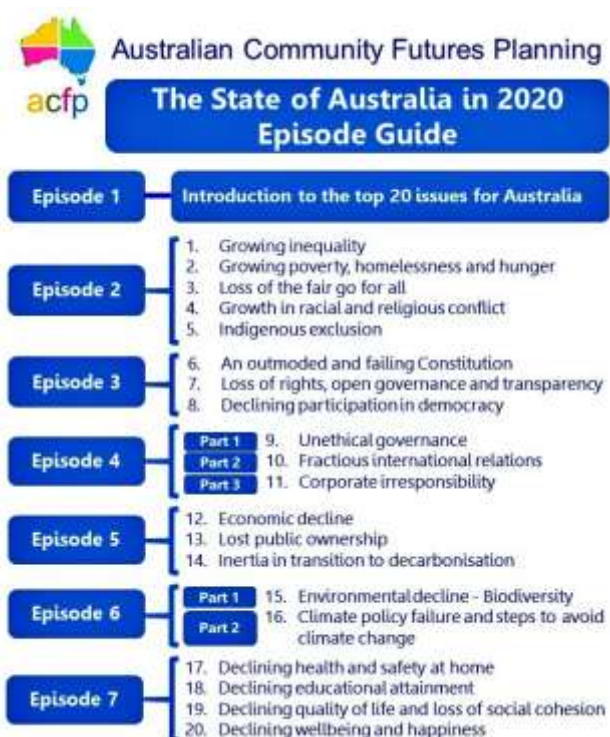 Australian Community Futures Planning
acfp
The State of Australia in 2020
Episode Guide
Episode 1
Introduction to the top 20 issues for Australia
Episode 2
1. Growing inequality
2. Growing poverty, homelessness and hunger
3. Loss of the fair go for all
4. Growth in racial and religious conflict
5. Indigenous exclusion
Episode 3
6. An outmoded and failing Constitution
7. Loss of rights, open governance and transparency
8. Declining participation in democracy
Episode 4
Part 1 9. Unethical governance
Part 2 10. Fractious international relations
Part 3 11. Corporate irresponsibility
Episode 5
12. Economic decline
13. Lost public ownership
14. Inertia in transition to decarbonisation
Episode 6
Part 1 15. Environmental decline - Biodiversity
Part 2 16. Climate policy failure and steps to avoid
climate change
Episode 7
17. Declining health and safety at home
18. Declining educational attainment
19. Declining quality of life and loss of social cohesion
20. Declining wellbeing and happiness